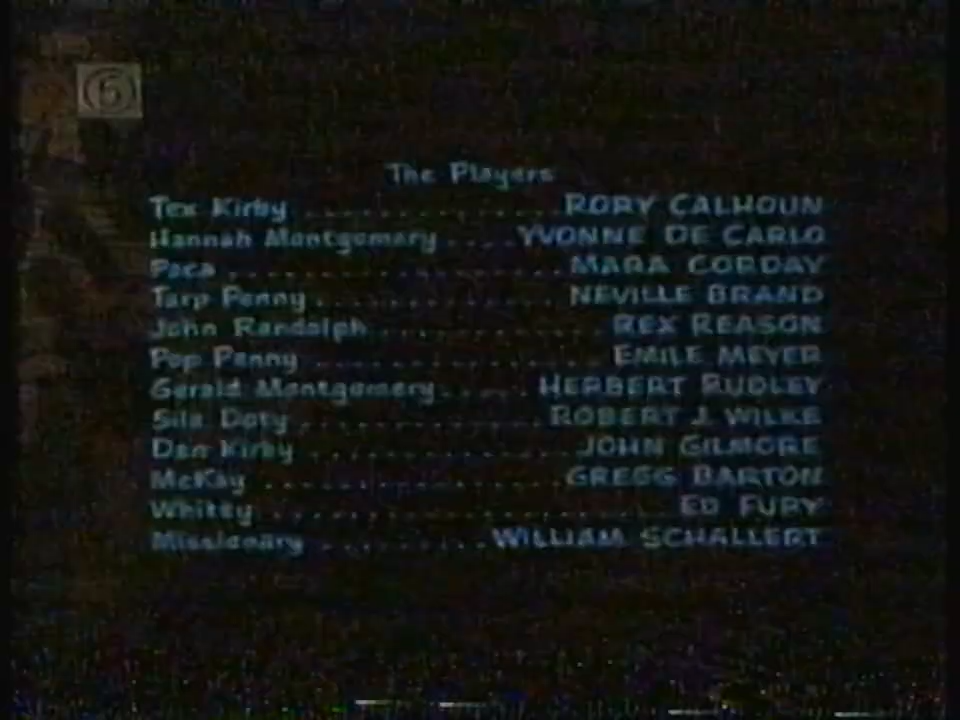 6
The Players
Tex Kirby . . . . . . . . . . . . . . . RORY CALHOUN
Hannah Montgomery . . . . YVONNE DE CARLO
Paca . . . . . . . . . . . . . . . . . . . MARA CORDAY
Tarp Penny . . . . . . . . . . . . . . NEVILLE BRAND
John Randolph . . . . . . . . . . . . . REX REASON
Pop Penny . . . . . . . . . . . . . . . . EMILE MEYER
Gerald Montgomery . . . . . HERBERT RUDLEY
Sile Doty . . . . . . . . . . . . . . ROBERT J. WILKE
Dan Kirby . . . . . . . . . . . . . . . JOHN GILMORE
McKay . . . . . . . . . . . . . . . . . GREGG BARTON
Whitey . . . . . . . . . . . . . . . . . . . . . . ED FURY
Missionary . . . . . . . . . WILLIAM SCHALLERT